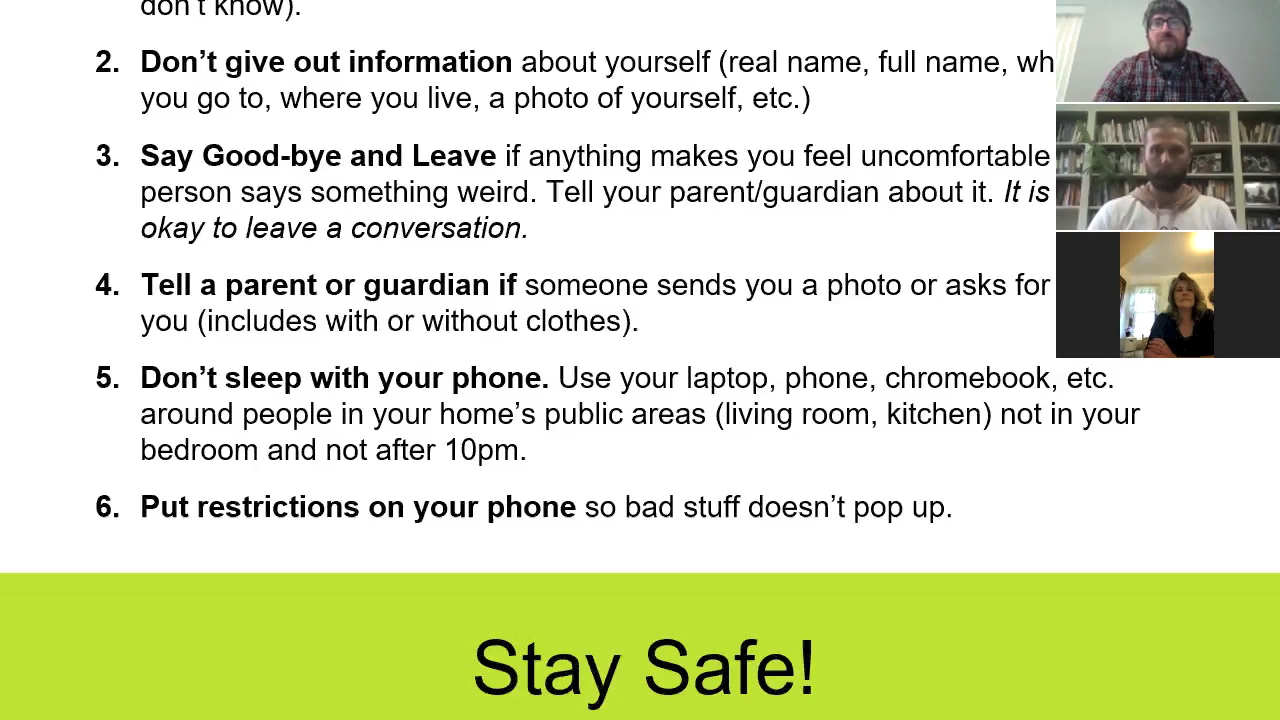 don't know).
2. Don't give out information about yourself (real name, full name, wh
you go to, where you live, a photo of yourself, etc.)
3. Say Good-bye and Leave if anything makes you feel uncomfortable
person says something weird. Tell your parent/guardian about it. It is
okay to leave a conversation.
4. Tell a parent or guardian if someone sends you a photo or asks for
you (includes with or without clothes).
5. Don't sleep with your phone. Use your laptop, phone, chromebook, etc.
around people in your home's public areas (living room, kitchen) not in your
bedroom and not after 10pm.
6. Put restrictions on your phone so bad stuff doesn't pop up.
Stay Safe!